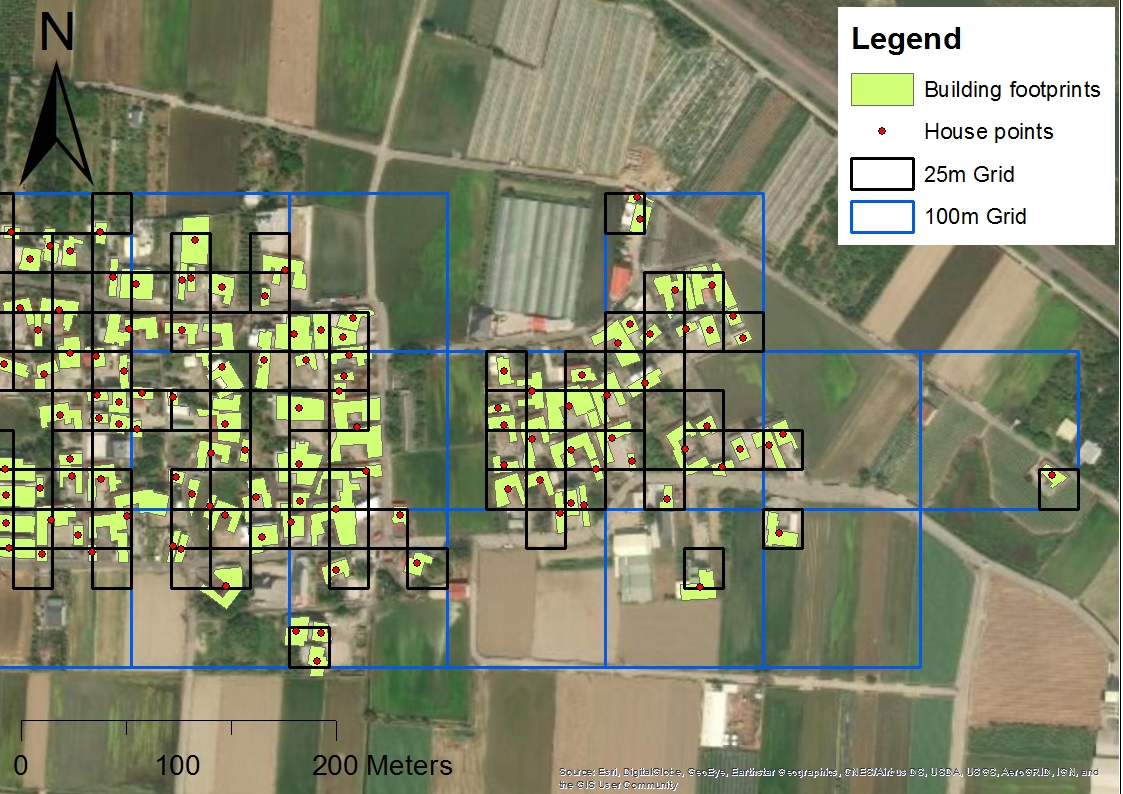 N
Legend
Building footprints
House points
25m Grid
100m Grid
0 100 200 Meters
Source: Esri, DigitalGlobe, GeoEye, Earthstar Geographics, CNES/Airbus DS, USDA, USGS, AeroGRID, IGN, and
the GIS User Community